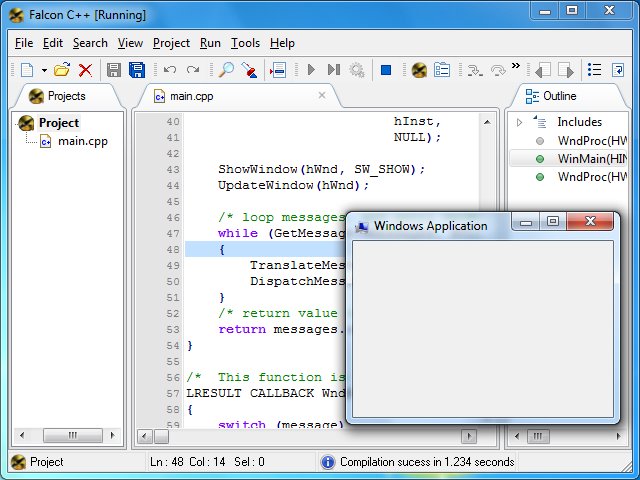 Falcon C++ [Running]
File Edit Search View Project Run Tools Help
Projects
main.cpp
Outline
Project
main.cpp
40 hInst,
41 NULL);
42
43 ShowWindow(hWnd, SW_SHOW);
44 UpdateWindow(hWnd);
45
46 /* loop messages
47 while (GetMessag
48 {
49 TranslateMes
50 DispatchMess
51 }
52 /* return value
53 return messages.
54 }
55
56 /* This function is
57 LRESULT CALLBACK Wnd
58 {
59 switch (message)
Includes
WndProc(HW
WinMain(HIN
WndProc(HW
Windows Application
Project
Ln : 48 Col : 14 Sel : 0
Compilation sucess in 1.234 seconds